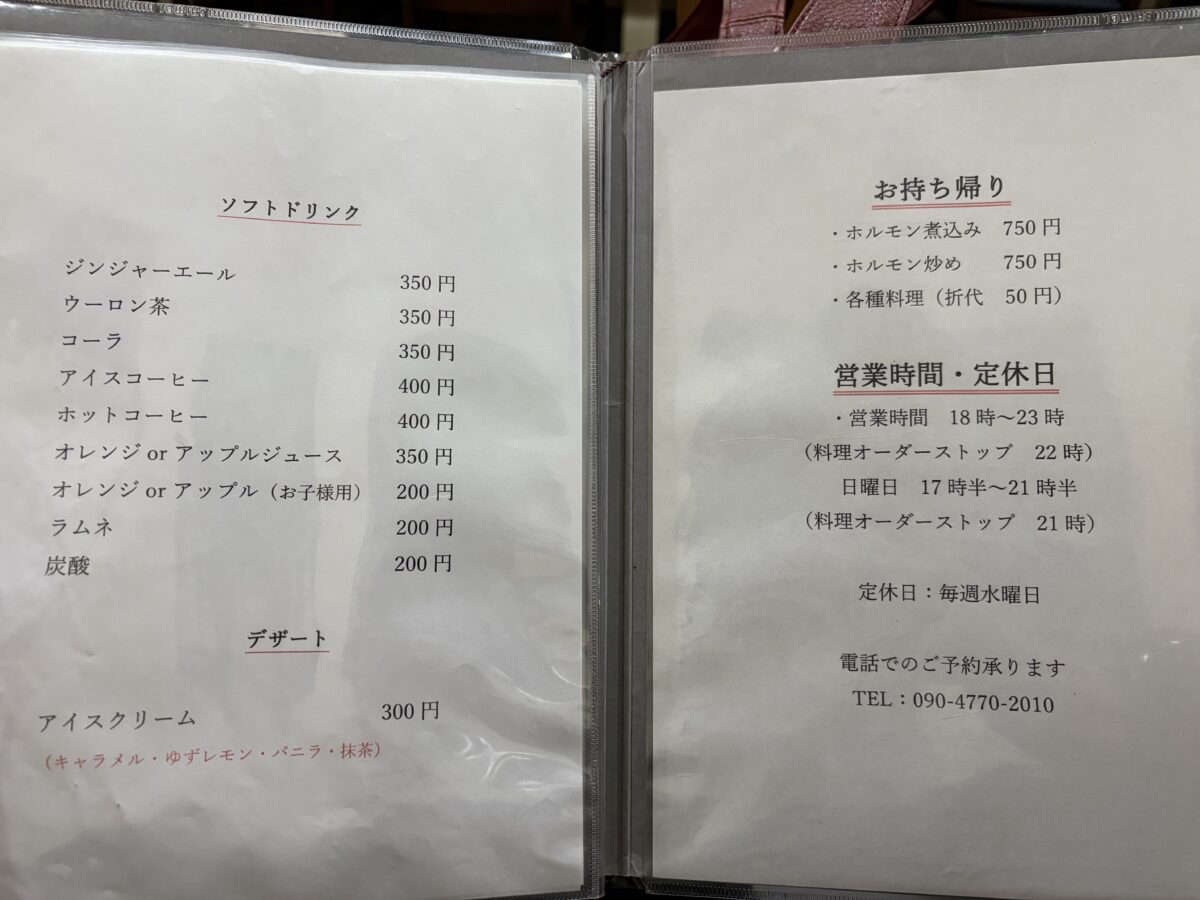 ソフトドリンク
ジンジャーエール 350円
ウーロン茶 350円
コーラ 350円
アイスコーヒー 400円
ホットコーヒー 400円
オレンジ or アップルジュース 350円
オレンジ or アップル（お子様用） 200円
ラムネ 200円
炭酸 200円
デザート
アイスクリーム 300円
（キャラメル・ゆずレモン・バニラ・抹茶）
お持ち帰り
・ホルモン煮込み 750円
・ホルモン炒め 750円
・各種料理（折代 50円）
営業時間・定休日
・営業時間 18時～23時
（料理オーダーストップ 22時）
日曜日 17時半～21時半
（料理オーダーストップ 21時）
定休日：毎週水曜日
電話でのご予約承ります
TEL：090-4770-2010